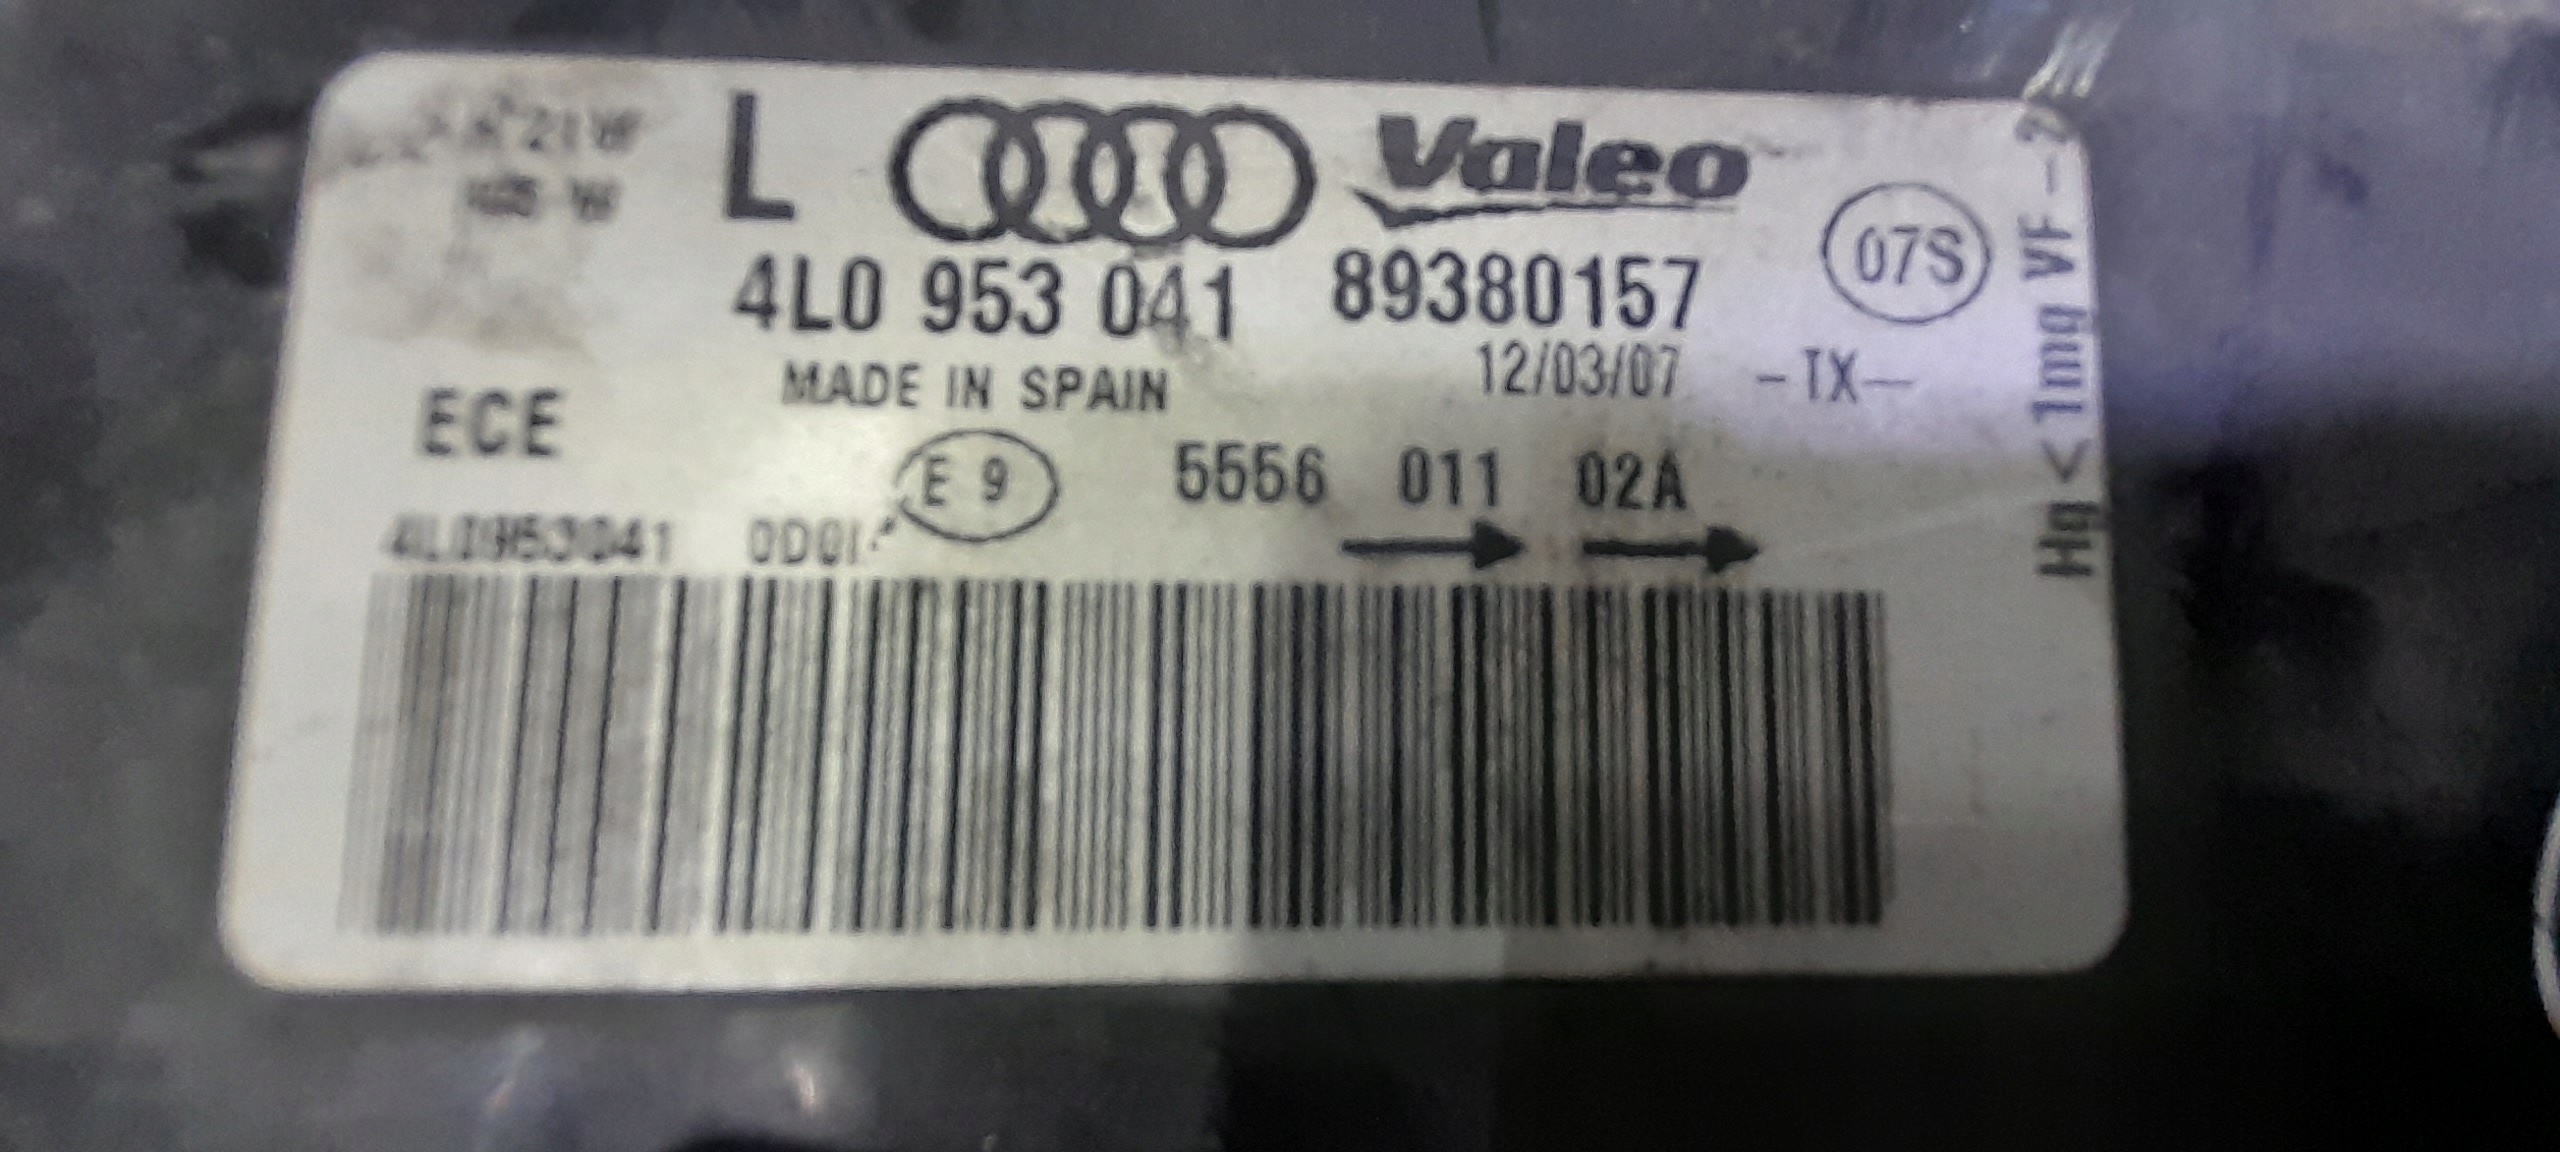 L Valeo
4L0 953 041 89380157 07S
MADE IN SPAIN 12/03/07 -TX-
ECE
E 9 5556 011 02A
4L0953041
Hg<1mg VF-